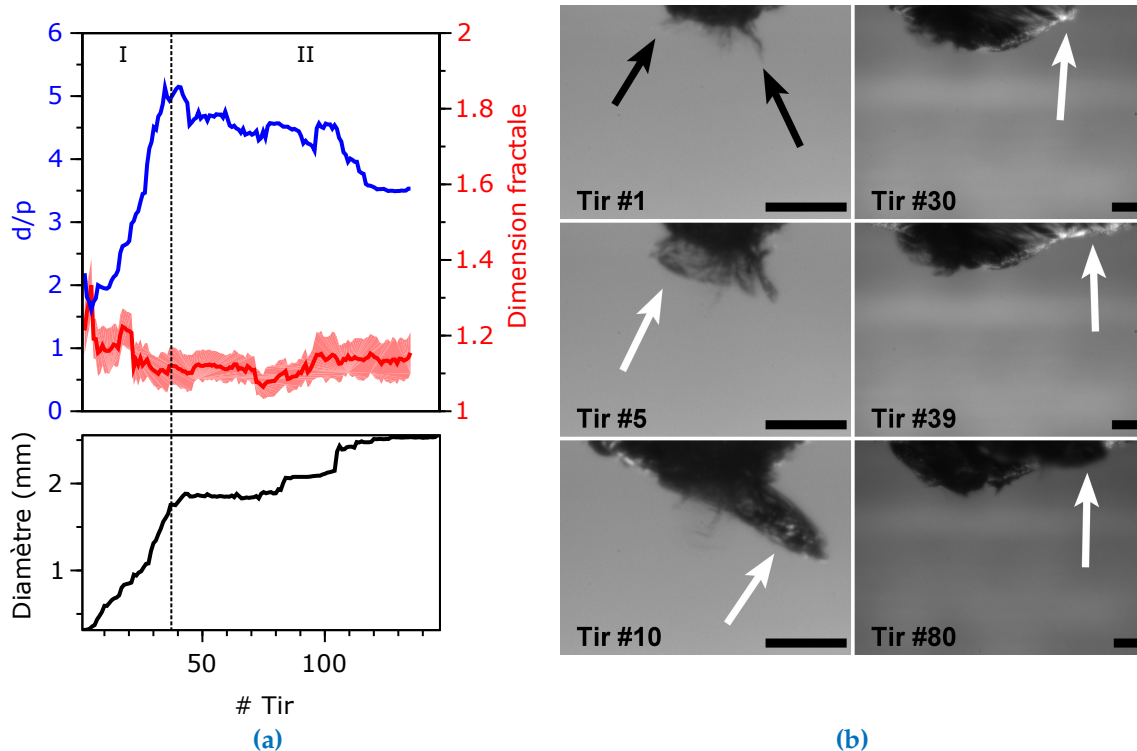 6
5
4
3
2
1
0
d/p
I
II
2
1.8
1.6
1.4
1.2
1
Dimension fractale
2
1
Diamètre (mm)
50
100
# Tir
(a)
Tir #1
Tir #30
Tir #5
Tir #39
Tir #10
Tir #80
(b)